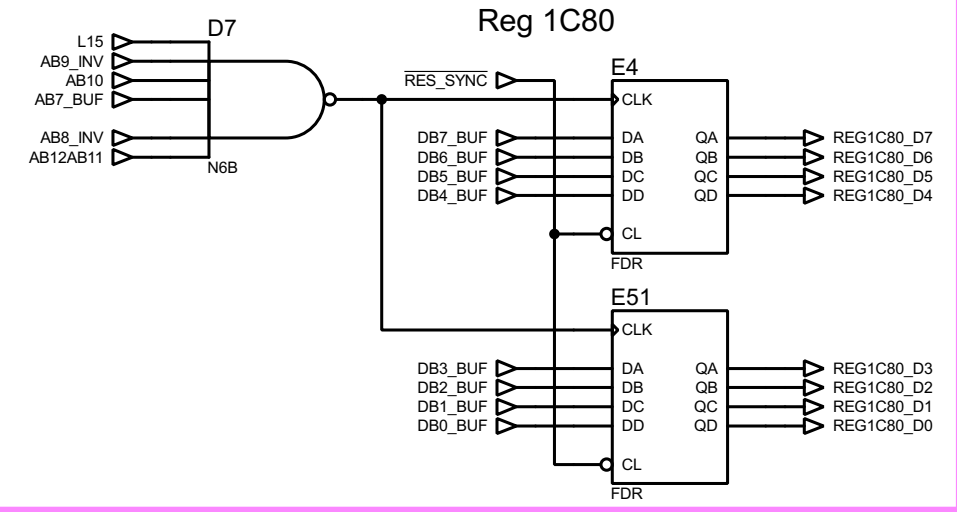 Reg 1C80
D7
L15
AB9_INV
AB10
AB7_BUF
AB8_INV
AB12AB11
N6B
RES_SYNC
E4
CLK
DB7_BUF DA QA REG1C80_D7
DB6_BUF DB QB REG1C80_D6
DB5_BUF DC QC REG1C80_D5
DB4_BUF DD QD REG1C80_D4
CL
FDR
E51
CLK
DB3_BUF DA QA REG1C80_D3
DB2_BUF DB QB REG1C80_D2
DB1_BUF DC QC REG1C80_D1
DB0_BUF DD QD REG1C80_D0
CL
FDR